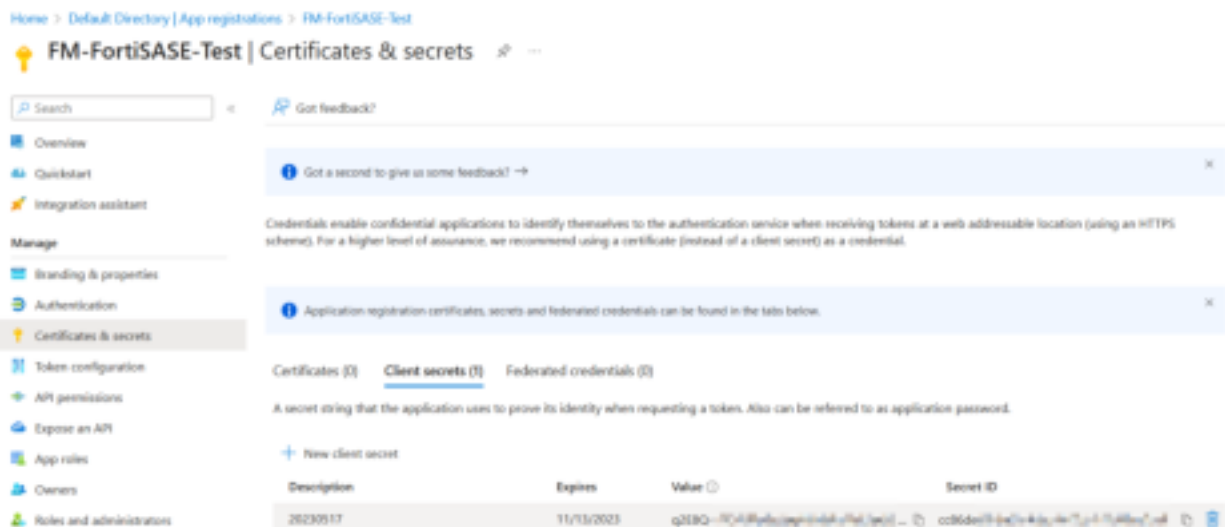 Home > Default Directory | App registrations > FM-FortiSASE-Test
FM-FortiSASE-Test | Certificates & secrets
Search
Got feedback?
Overview
Quickstart
Integration assistant
Got a second to give us some feedback?
Credentials enable confidential applications to identify themselves to the authentication service when receiving tokens at a web addressable location (using an HTTPS
scheme). For a higher level of assurance, we recommend using a certificate (instead of a client secret) as a credential.
Manage
Branding & properties
Authentication
Certificates & secrets
Token configuration
API permissions
Expose an API
App roles
Owners
Roles and administrators
Application registration certificates, secrets and federated credentials can be found in the tabs below.
Certificates (0) Client secrets (1) Federated credentials (0)
A secret string that the application uses to prove its identity when requesting a token. Also can be referred to as application password.
New client secret
Description Expires Value Secret ID
20230517 11/13/2023